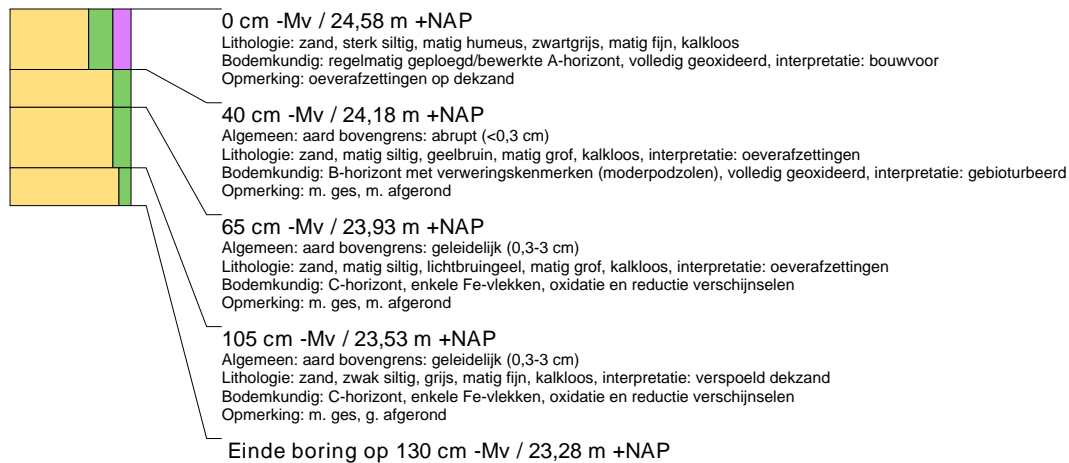 0 cm -Mv / 24,58 m +NAP
Lithologie: zand, sterk siltig, matig humeus, zwartgrijs, matig fijn, kalkloos
Bodemkundig: regelmatig geploegd/bewerkte A-horizont, volledig geoxideerd, interpretatie: bouwvoor
Opmerking: oeverafzettingen op dekzand
40 cm -Mv / 24,18 m +NAP
Algemeen: aard bovengrens: abrupt (<0,3 cm)
Lithologie: zand, matig siltig, geelbruin, matig grof, kalkloos, interpretatie: oeverafzettingen
Bodemkundig: B-horizont met verweringskenmerken (moderpodzolen), volledig geoxideerd, interpretatie: gebioturbeerd
Opmerking: m. ges, m. afgerond
65 cm -Mv / 23,93 m +NAP
Algemeen: aard bovengrens: geleidelijk (0,3-3 cm)
Lithologie: zand, matig siltig, lichtbruingeel, matig grof, kalkloos, interpretatie: oeverafzettingen
Bodemkundig: C-horizont, enkele Fe-vlekken, oxidatie en reductie verschijnselen
Opmerking: m. ges, m. afgerond
105 cm -Mv / 23,53 m +NAP
Algemeen: aard bovengrens: geleidelijk (0,3-3 cm)
Lithologie: zand, zwak siltig, grijs, matig fijn, kalkloos, interpretatie: verspoeld dekzand
Bodemkundig: C-horizont, enkele Fe-vlekken, oxidatie en reductie verschijnselen
Opmerking: m. ges, g. afgerond
Einde boring op 130 cm -Mv / 23,28 m +NAP